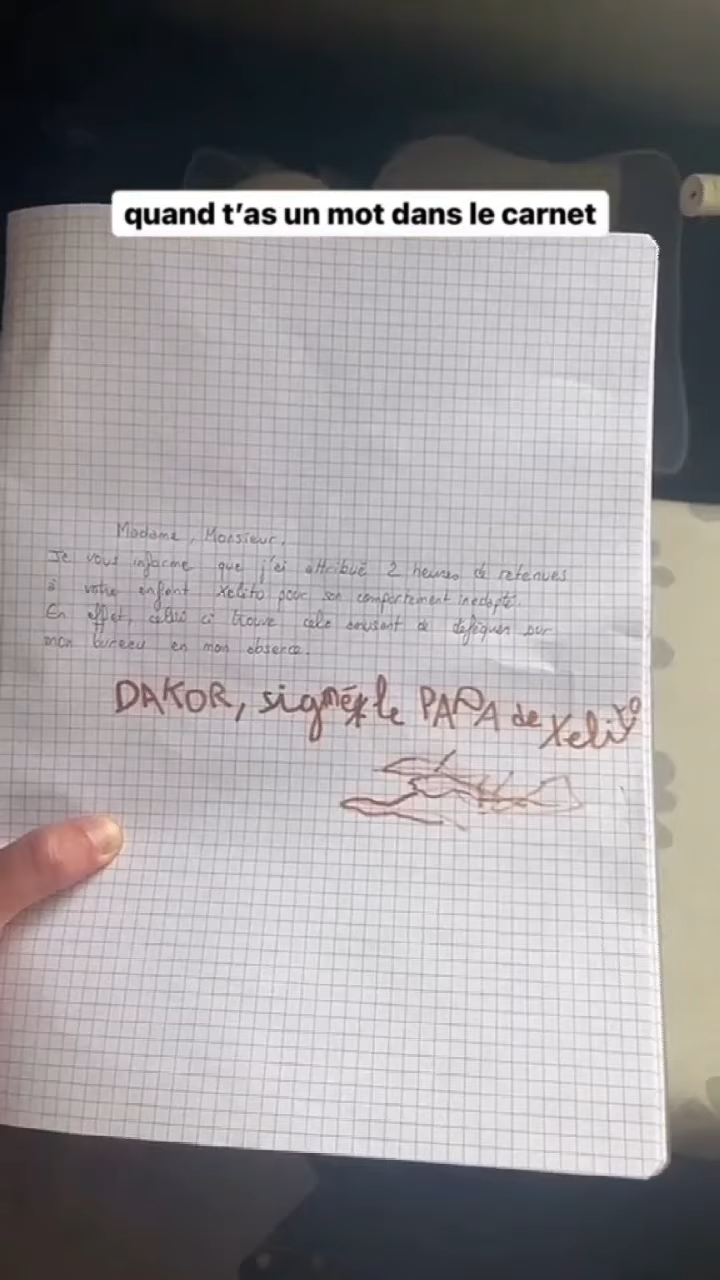 quand t'as un mot dans le carnet
Madame, Monsieur,
Je vous informe que j'ai attribué 2 heures de retenues
à votre enfant Xelito pour son comportement inadapté.
En effet, celui ci trouve cela amusant de déféquer sur
mon bureau en mon absence.
DAKOR, signé le PAPA de Xelito